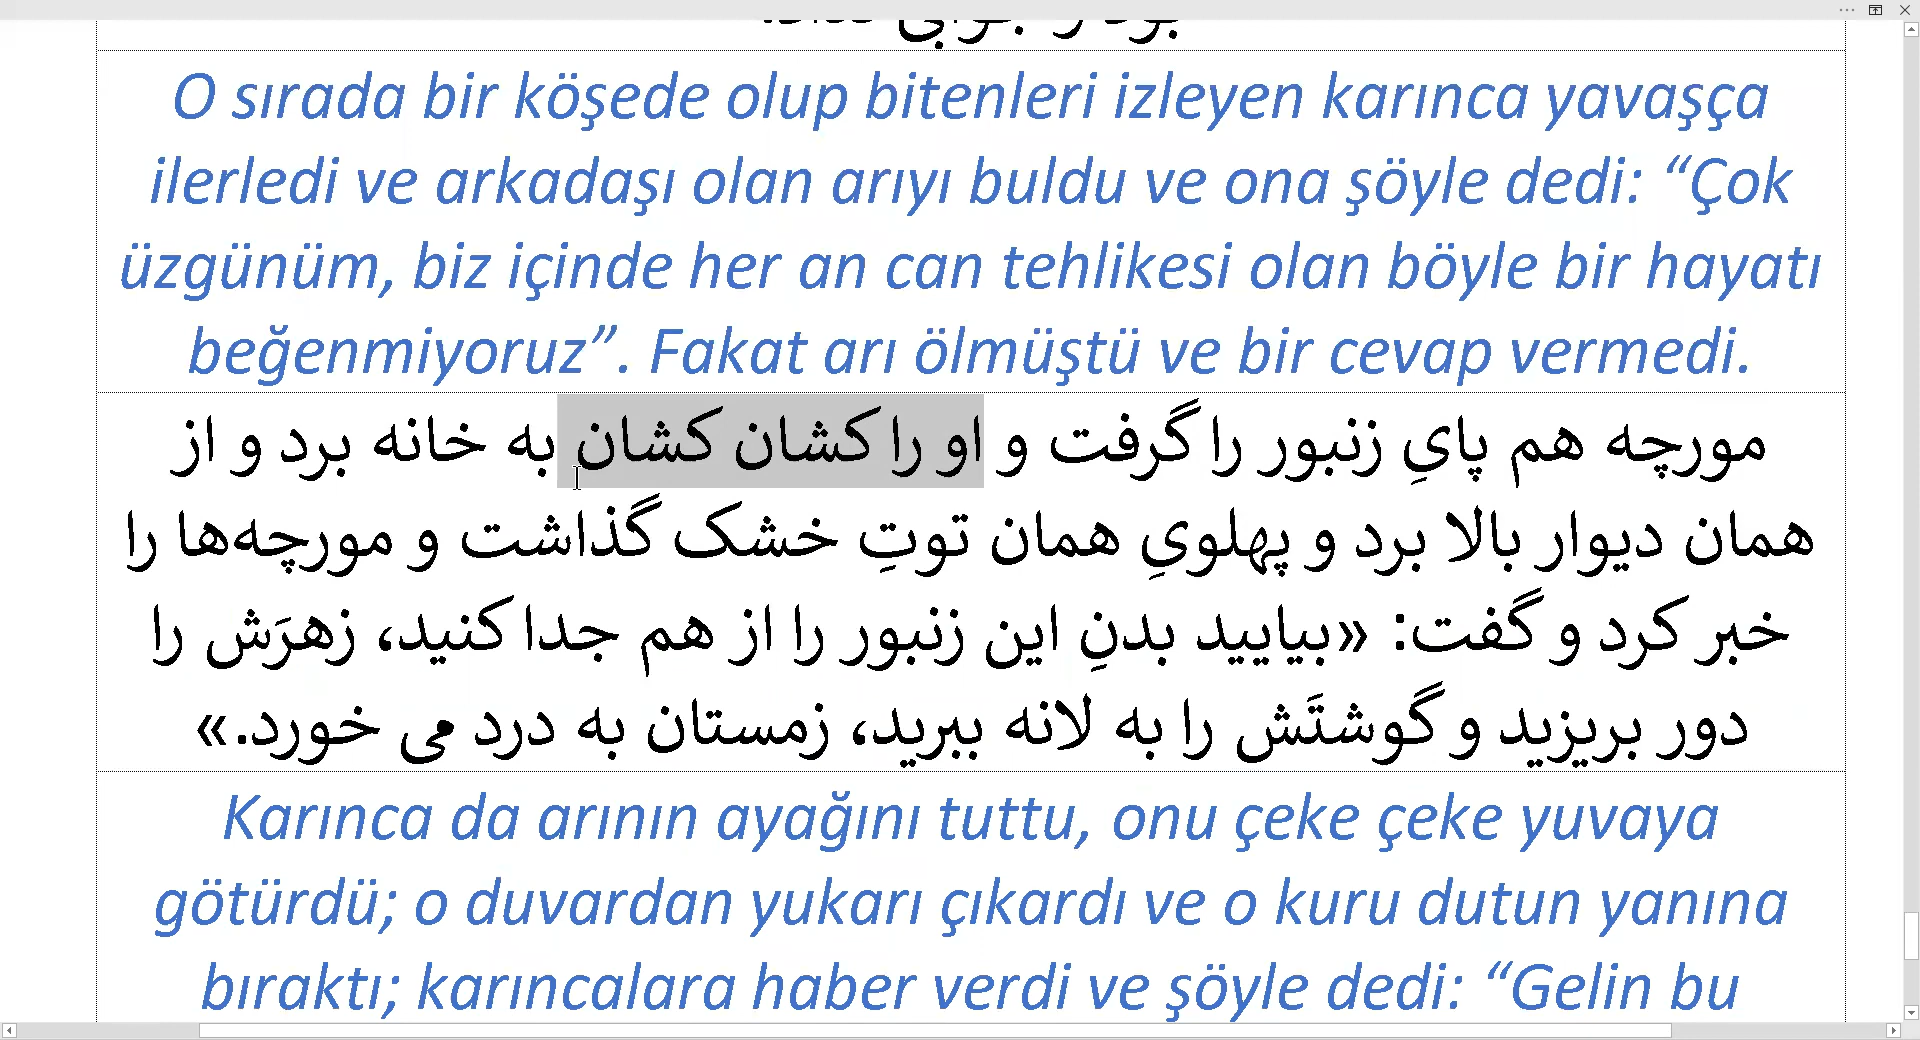 O sırada bir köşede olup bitenleri izleyen karınca yavaşça
ilerledi ve arkadaşı olan arıyı buldu ve ona şöyle dedi: “Çok
üzgünüm, biz içinde her an can tehlikesi olan böyle bir hayatı
beğenmiyoruz”. Fakat arı ölmüştü ve bir cevap vermedi.
مورچه هم پایِ زنبور را گرفت و او را کشان کشان به خانه برد و از
همان دیوار بالا برد و پهلویِ همان توتِ خشک گذاشت و مورچه‌ها را
خبر کرد و گفت: «بیایید بدنِ این زنبور را از هم جدا کنید، زهرَش را
دور بریزید و گوشتَش را به لانه ببرید، زمستان به درد می خورد.»
Karınca da arının ayağını tuttu, onu çeke çeke yuvaya
götürdü; o duvardan yukarı çıkardı ve o kuru dutun yanına
bıraktı; karıncalara haber verdi ve şöyle dedi: “Gelin bu